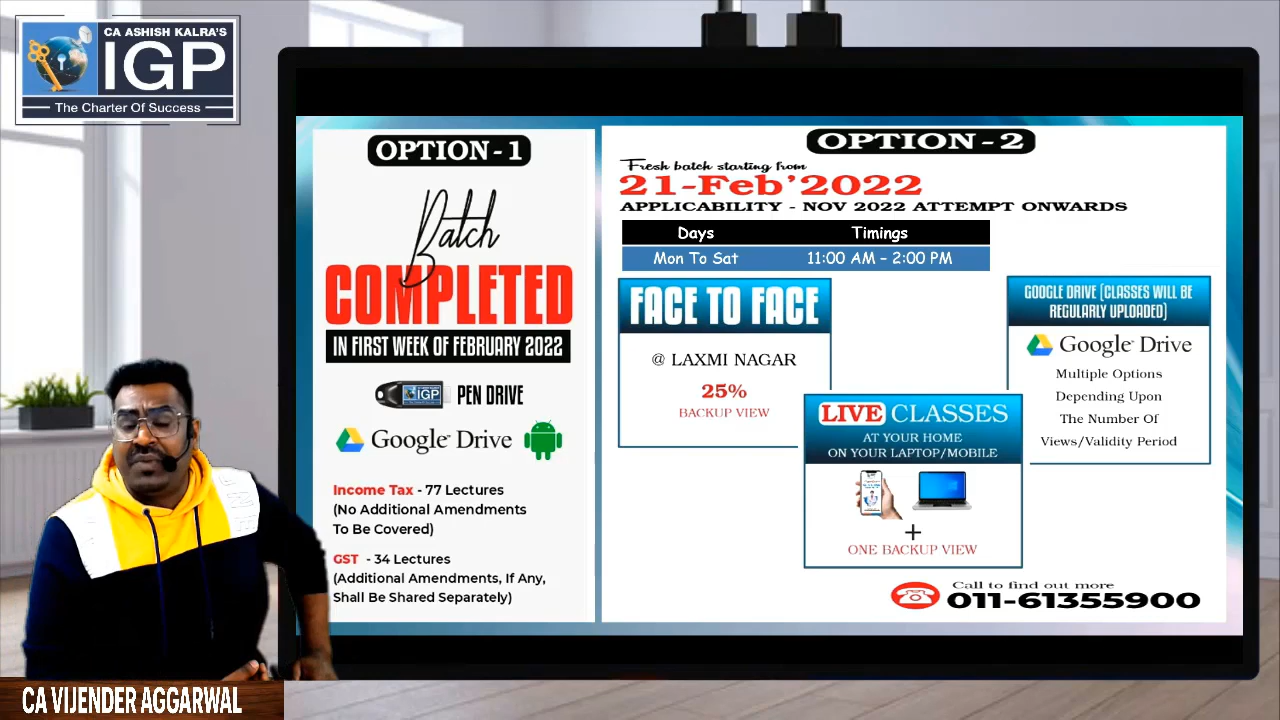 CA ASHISH KALRA'S
IGP
The Charter Of Success
OPTION-1
Batch
COMPLETED
IN FIRST WEEK OF FEBRUARY 2022
IGP PEN DRIVE
Google Drive
Income Tax - 77 Lectures
(No Additional Amendments
To Be Covered)
GST - 34 Lectures
(Additional Amendments, If Any,
Shall Be Shared Separately)
OPTION-2
Fresh batch starting from
21-Feb'2022
APPLICABILITY - NOV 2022 ATTEMPT ONWARDS
Days Timings
Mon To Sat 11:00 AM – 2:00 PM
FACE TO FACE
@ LAXMI NAGAR
25%
BACKUP VIEW
LIVE CLASSES
AT YOUR HOME
ON YOUR LAPTOP/MOBILE
+
ONE BACKUP VIEW
GOOGLE DRIVE (CLASSES WILL BE
REGULARLY UPLOADED)
Google Drive
Multiple Options
Depending Upon
The Number Of
Views/Validity Period
Call to find out more
011-61355900
CA VIJENDER AGGARWAL